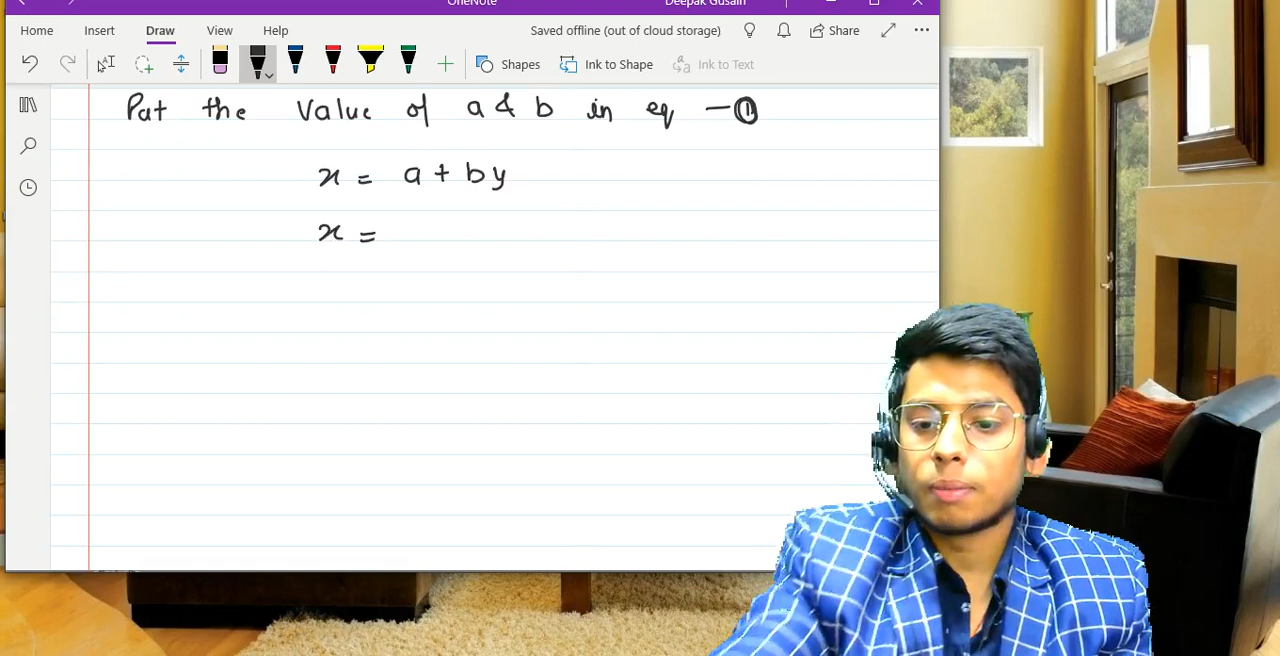 OneNote
Deepak Gusain
Home Insert Draw View Help Saved offline (out of cloud storage) Share
Shapes Ink to Shape Ink to Text
Put the Value of a & b in eq — ①
x = a + by
x =